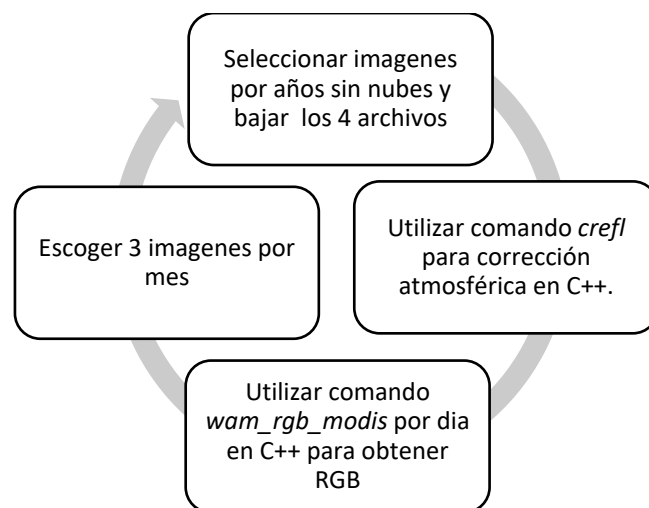 Seleccionar imagenes
por años sin nubes y
bajar los 4 archivos
Utilizar comando crefl
para corrección
atmosférica en C++.
Utilizar comando
wam_rgb_modis por dia
en C++ para obtener
RGB
Escoger 3 imagenes por
mes